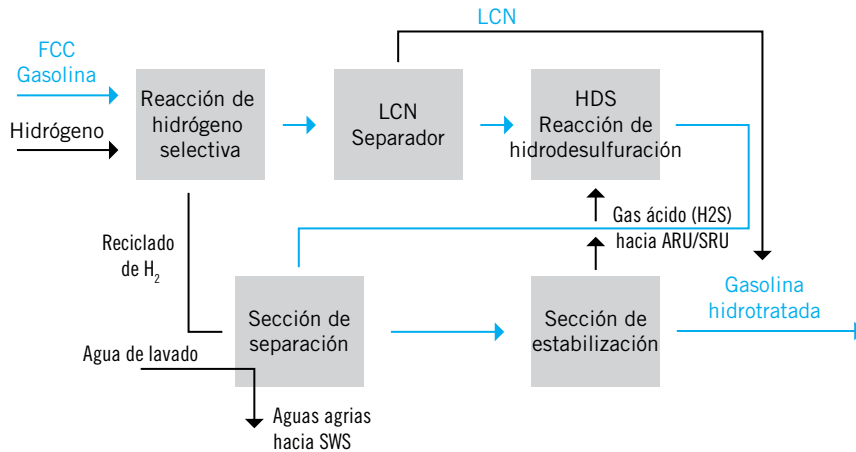 LCN
FCC
Gasolina
Hidrógeno
Reacción de
hidrógeno
selectiva
LCN
Separador
HDS
Reacción de
hidrodesulfuración
Gas ácido (H2S)
hacia ARU/SRU
Reciclado
de H₂
Gasolina
hidrotratada
Sección de
separación
Sección de
estabilización
Agua de lavado
Aguas agrias
hacia SWS